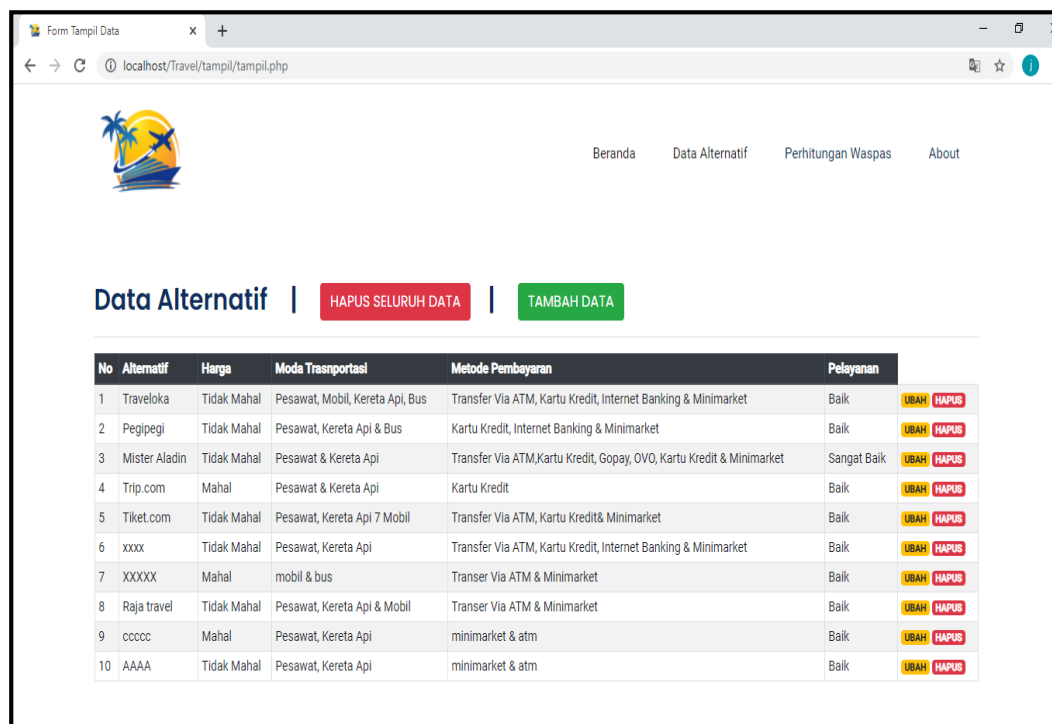 Form Tampil Data
localhost/Travel/tampil/tampil.php
j
Beranda Data Alternatif Perhitungan Waspas About
Data Alternatif | HAPUS SELURUH DATA | TAMBAH DATA
No Alternatif Harga Moda Trasnportasi Metode Pembayaran Pelayanan
1 Traveloka Tidak Mahal Pesawat, Mobil, Kereta Api, Bus Transfer Via ATM, Kartu Kredit, Internet Banking & Minimarket Baik UBAH HAPUS
2 Pegipegi Tidak Mahal Pesawat, Kereta Api & Bus Kartu Kredit, Internet Banking & Minimarket Baik UBAH HAPUS
3 Mister Aladin Tidak Mahal Pesawat & Kereta Api Transfer Via ATM,Kartu Kredit, Gopay, OVO, Kartu Kredit & Minimarket Sangat Baik UBAH HAPUS
4 Trip.com Mahal Pesawat & Kereta Api Kartu Kredit Baik UBAH HAPUS
5 Tiket.com Tidak Mahal Pesawat, Kereta Api 7 Mobil Transfer Via ATM, Kartu Kredit& Minimarket Baik UBAH HAPUS
6 xxxx Tidak Mahal Pesawat, Kereta Api Transfer Via ATM, Kartu Kredit, Internet Banking & Minimarket Baik UBAH HAPUS
7 XXXXX Mahal mobil & bus Transer Via ATM & Minimarket Baik UBAH HAPUS
8 Raja travel Tidak Mahal Pesawat, Kereta Api & Mobil Transer Via ATM & Minimarket Baik UBAH HAPUS
9 ccccc Mahal Pesawat, Kereta Api minimarket & atm Baik UBAH HAPUS
10 AAAA Tidak Mahal Pesawat, Kereta Api minimarket & atm Baik UBAH HAPUS